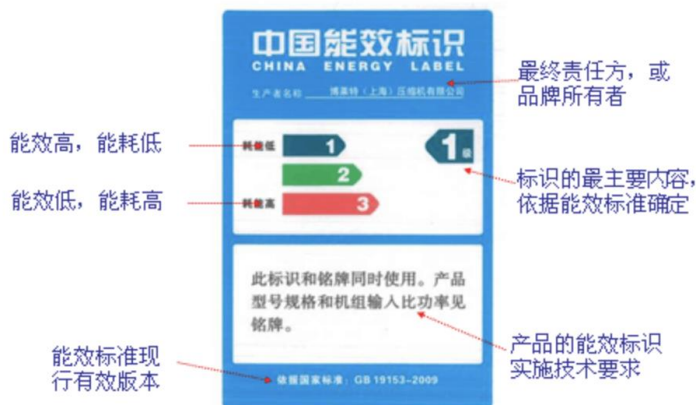 中国能效标识
CHINA ENERGY LABEL
生产者名称 博莱特（上海）压缩机有限公司
最终责任方，或
品牌所有者
能效高，能耗低
耗能低
1
1级
2
能效低，能耗高
耗能高
3
标识的最主要内容，
依据能效标准确定
此标识和铭牌同时使用。产品
型号规格和机组输入比功率见
铭牌。
产品的能效标识
实施技术要求
能效标准现
行有效版本
依据国家标准：GB 19153-2009